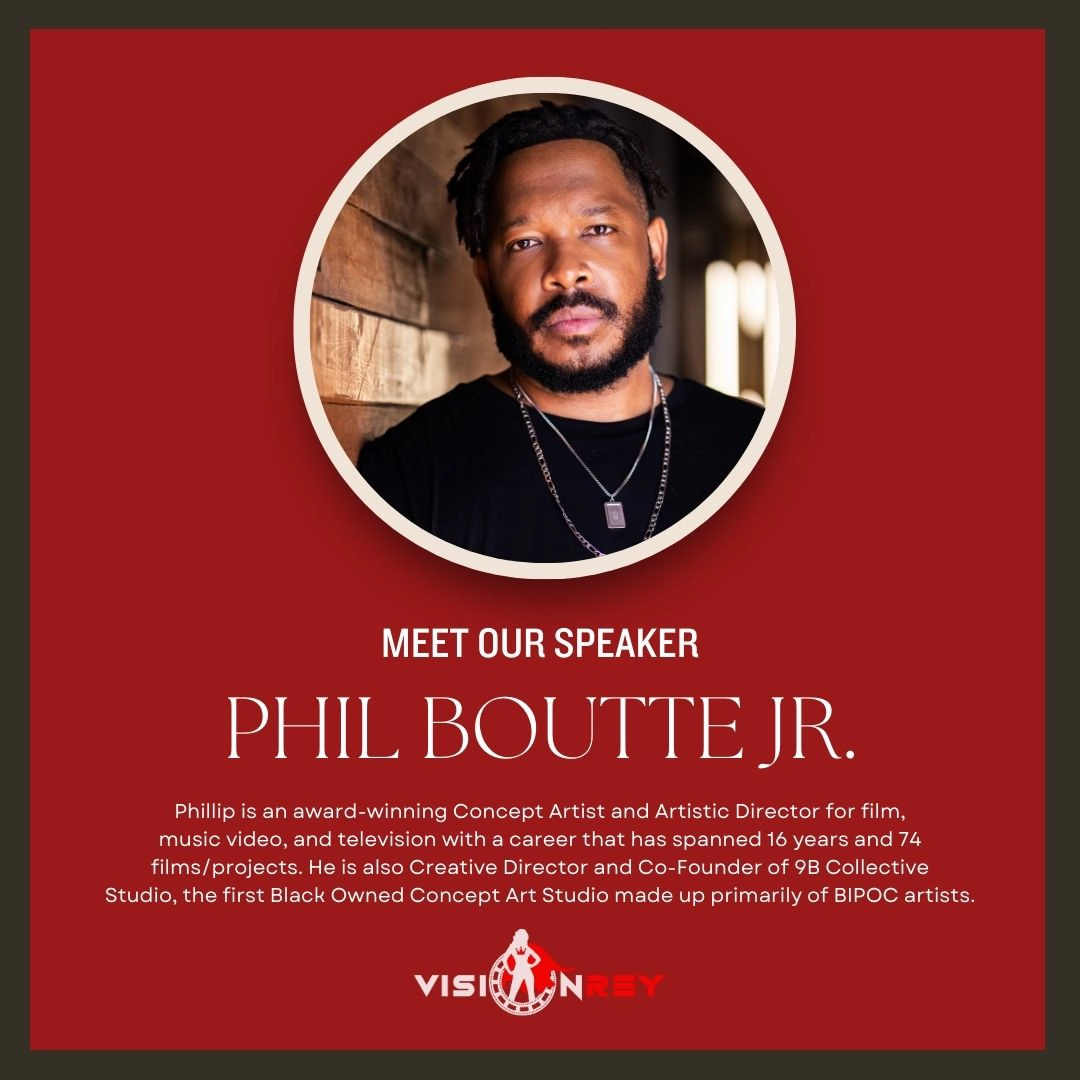 MEET OUR SPEAKER
PHIL BOUTTE JR.
Phillip is an award-winning Concept Artist and Artistic Director for film,
music video, and television with a career that has spanned 16 years and 74
films/projects. He is also Creative Director and Co-Founder of 9B Collective
Studio, the first Black Owned Concept Art Studio made up primarily of BIPOC artists.
VISIONREY